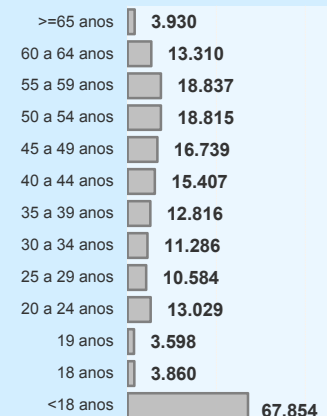 >=65 anos 3.930
60 a 64 anos 13.310
55 a 59 anos 18.837
50 a 54 anos 18.815
45 a 49 anos 16.739
40 a 44 anos 15.407
35 a 39 anos 12.816
30 a 34 anos 11.286
25 a 29 anos 10.584
20 a 24 anos 13.029
19 anos 3.598
18 anos 3.860
<18 anos 67.854